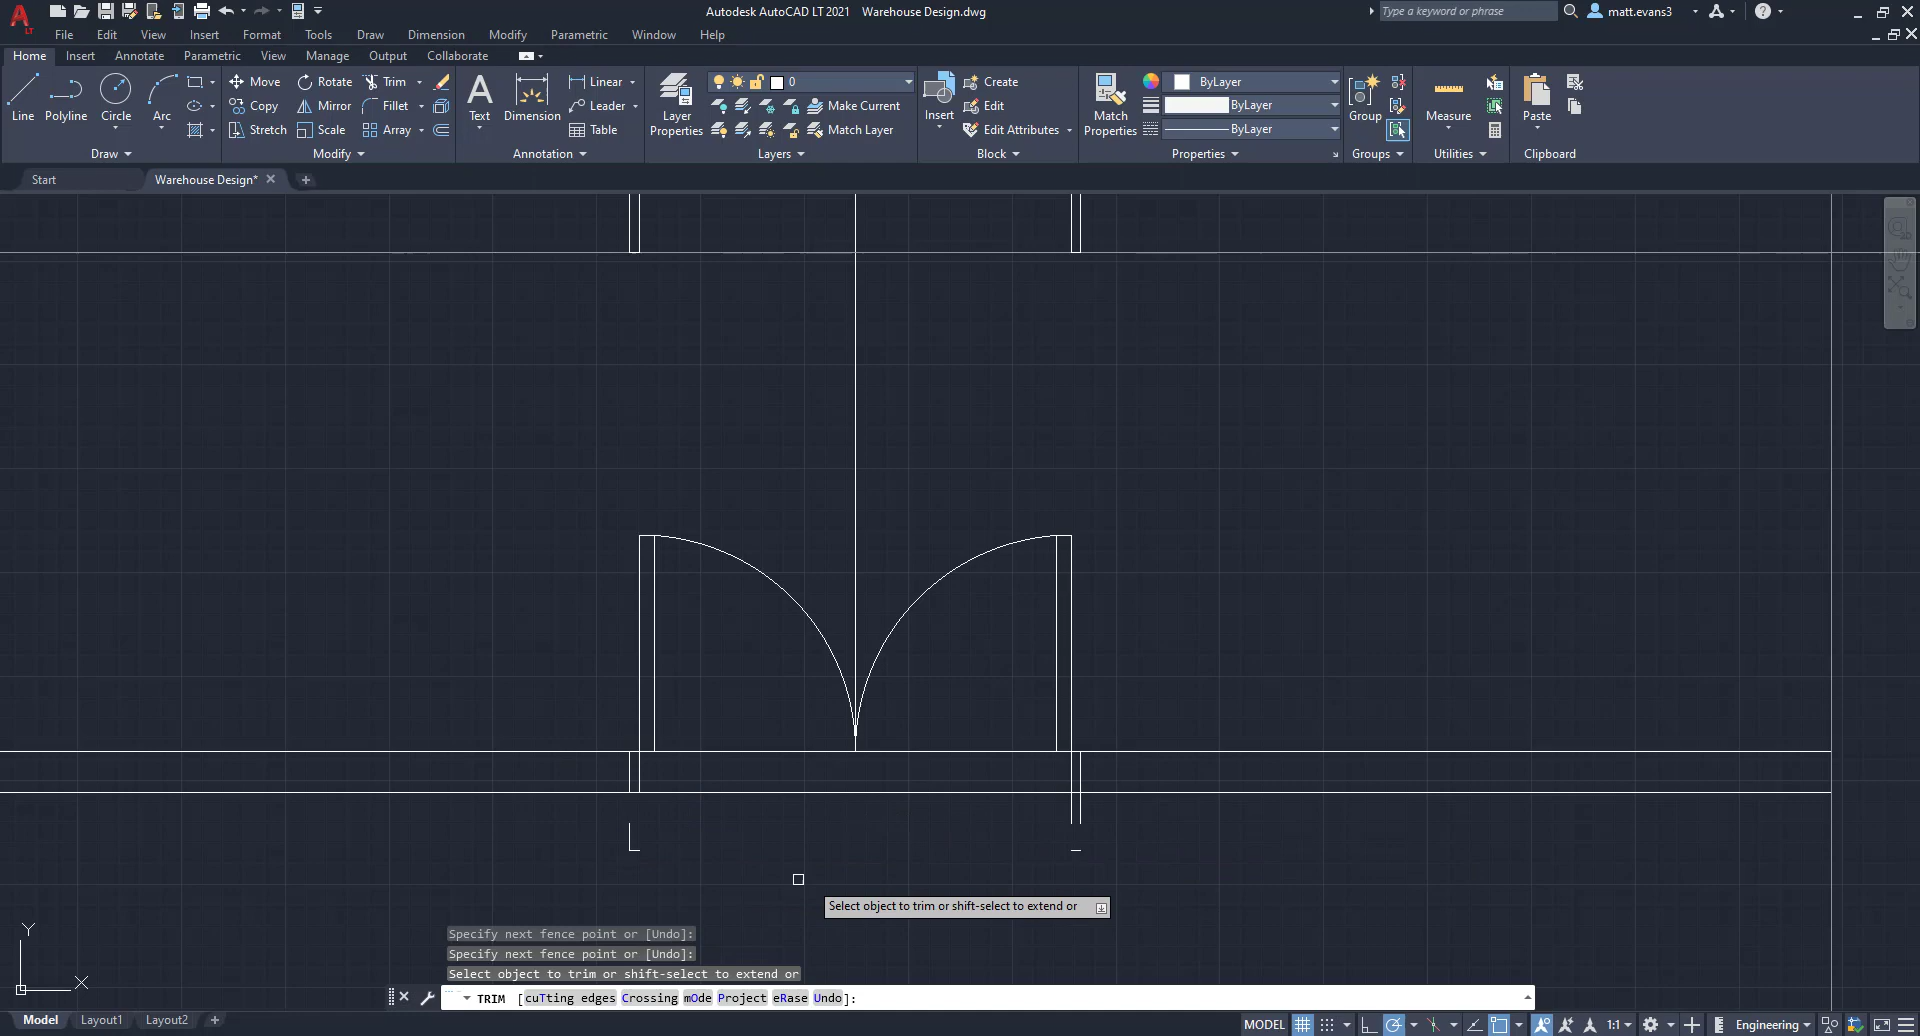 Autodesk AutoCAD LT 2021 Warehouse Design.dwg
Type a keyword or phrase
matt.evans3
LT
File Edit View Insert Format Tools Draw Dimension Modify Parametric Window Help
Home Insert Annotate Parametric View Manage Output Collaborate
Line Polyline Circle Arc
Move Rotate Trim
Copy Mirror Fillet
Stretch Scale Array
Text Dimension
Linear
Leader
Table
Layer Properties
0
Make Current
Match Layer
Insert
Create
Edit
Edit Attributes
Match Properties
ByLayer
ByLayer
ByLayer
Group
Measure
Paste
Draw Modify Annotation Layers Block Properties Groups Utilities Clipboard
Start Warehouse Design*
Select object to trim or shift-select to extend or
Specify next fence point or [Undo]:
Specify next fence point or [Undo]:
Select object to trim or shift-select to extend or
TRIM [cuTting edges Crossing mOde Project eRase Undo]:
Y
X
Model Layout1 Layout2
MODEL 1:1 Engineering